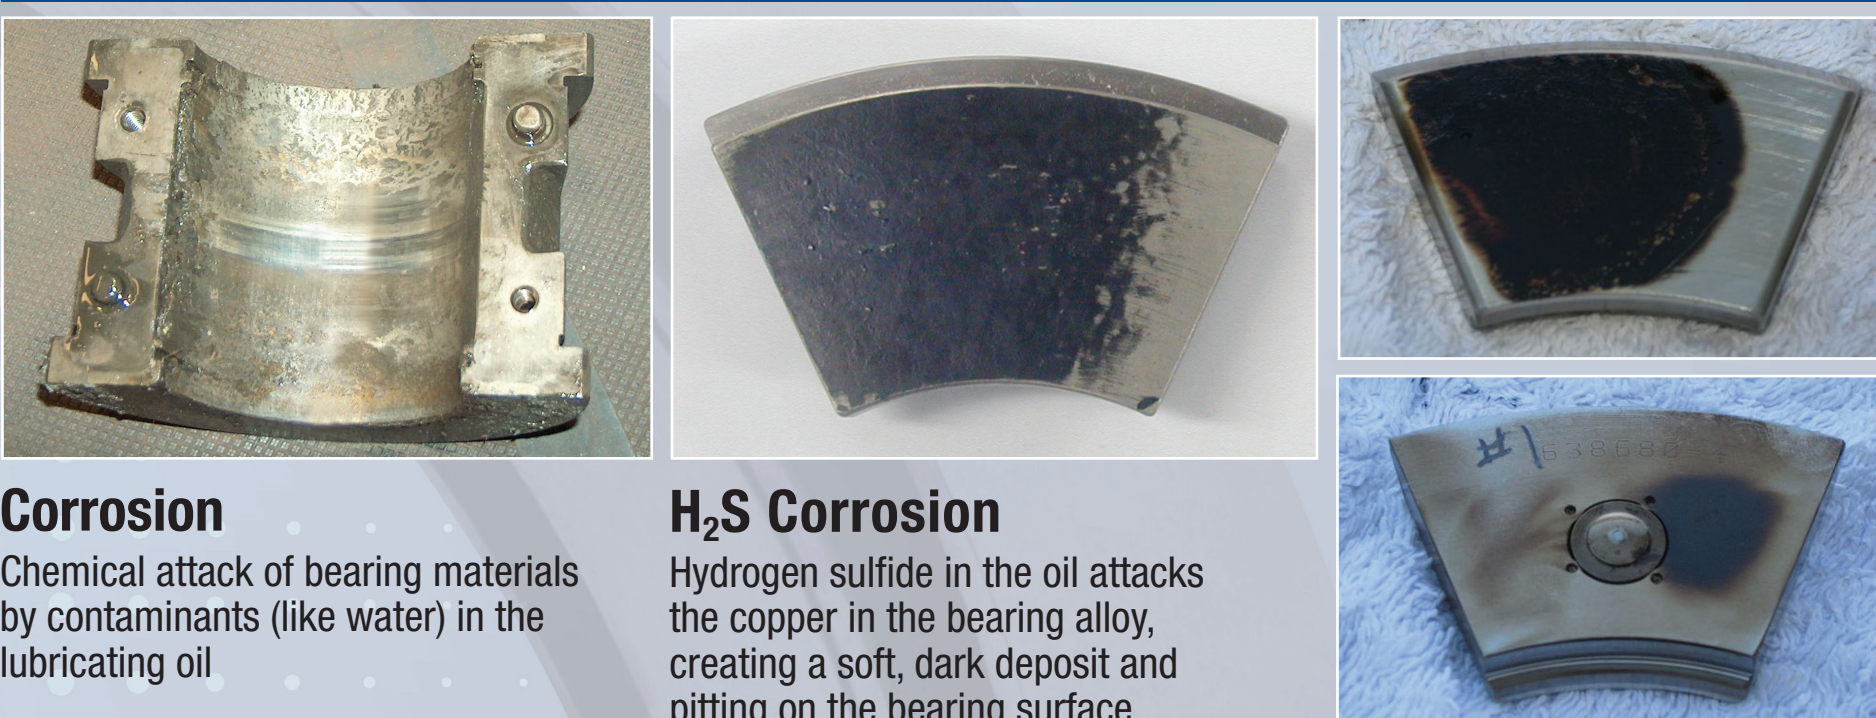 #1 638680-4
Corrosion
Chemical attack of bearing materials
by contaminants (like water) in the
lubricating oil
H₂S Corrosion
Hydrogen sulfide in the oil attacks
the copper in the bearing alloy,
creating a soft, dark deposit and
pitting on the bearing surface